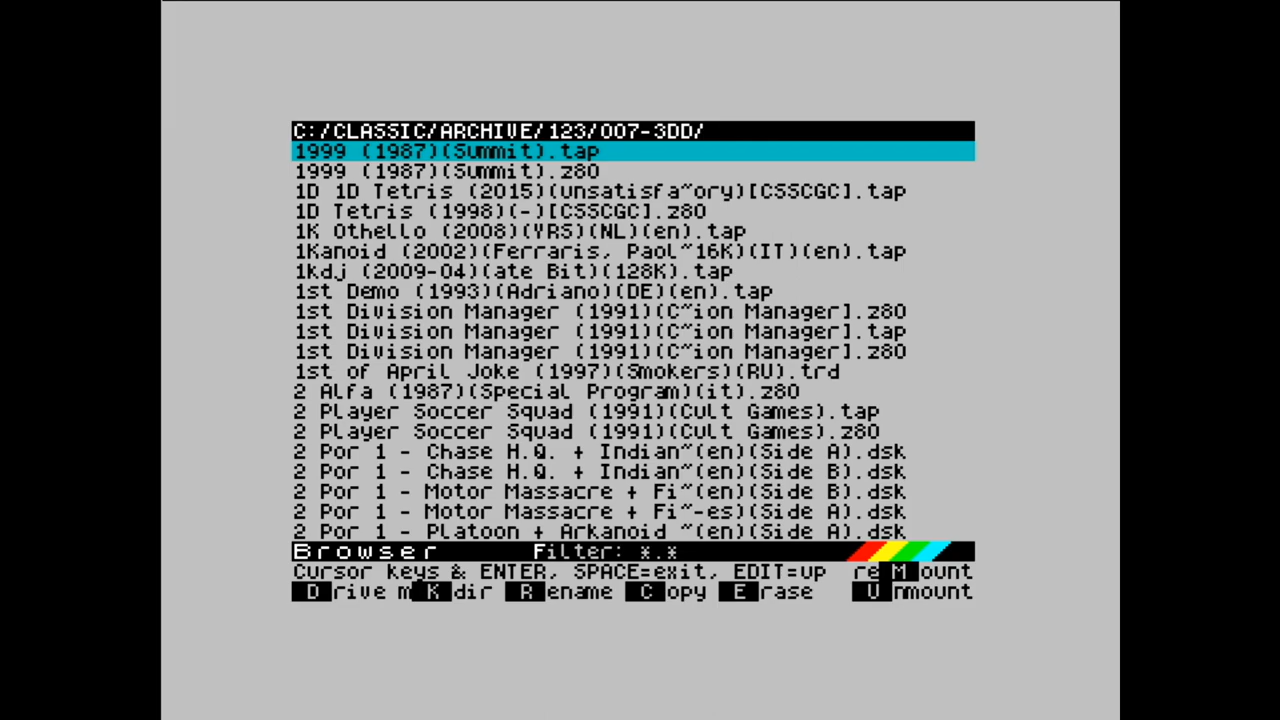 C:/CLASSIC/ARCHIVE/123/007-3DD/
1999 (1987)(Summit).tap
1999 (1987)(Summit).z80
1D 1D Tetris (2015)(unsatisfa~ory)[CSSCGC].tap
1D Tetris (1998)(-)[CSSCGC].z80
1K Othello (2008)(VRS)(NL)(en).tap
1Kanoid (2002)(Ferraris, Paol~16K)(IT)(en).tap
1kdj (2009-04)(ate Bit)(128K).tap
1st Demo (1993)(Adriano)(DE)(en).tap
1st Division Manager (1991)(C~ion Manager].z80
1st Division Manager (1991)(C~ion Manager].tap
1st Division Manager (1991)(C~ion Manager].z80
1st of April Joke (1997)(Smokers)(RU).trd
2 Alfa (1987)(Special Program)(it).z80
2 Player Soccer Squad (1991)(Cult Games).tap
2 Player Soccer Squad (1991)(Cult Games).z80
2 Por 1 - Chase H.Q. + Indian~(en)(Side A).dsk
2 Por 1 - Chase H.Q. + Indian~(en)(Side B).dsk
2 Por 1 - Motor Massacre + Fi~(en)(Side B).dsk
2 Por 1 - Motor Massacre + Fi~-es)(Side A).dsk
2 Por 1 - Platoon + Arkanoid ~(en)(Side A).dsk
Browser Filter: *.*
Cursor keys & ENTER, SPACE=exit, EDIT=up reMount
Drive mKdir Rename Copy Erase Unmount